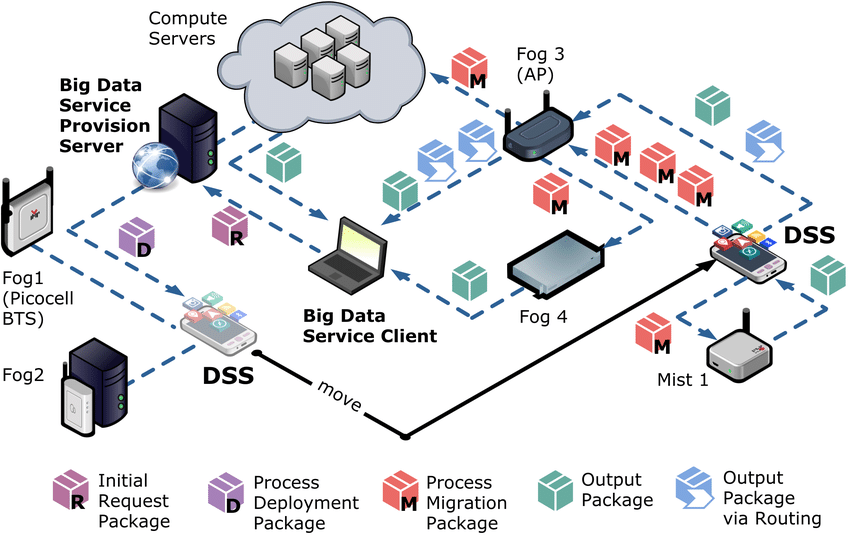 Compute
Servers
Fog 3
(AP)
Big Data
Service
Provision
Server
M
M
M
M
M
D
R
DSS
Fog1
(Picocell
BTS)
Big Data
Service Client
Fog 4
M
Mist 1
Fog2
DSS
move
R
Initial
Request
Package
D
Process
Deployment
Package
M
Process
Migration
Package
Output
Package
Output
Package
via Routing